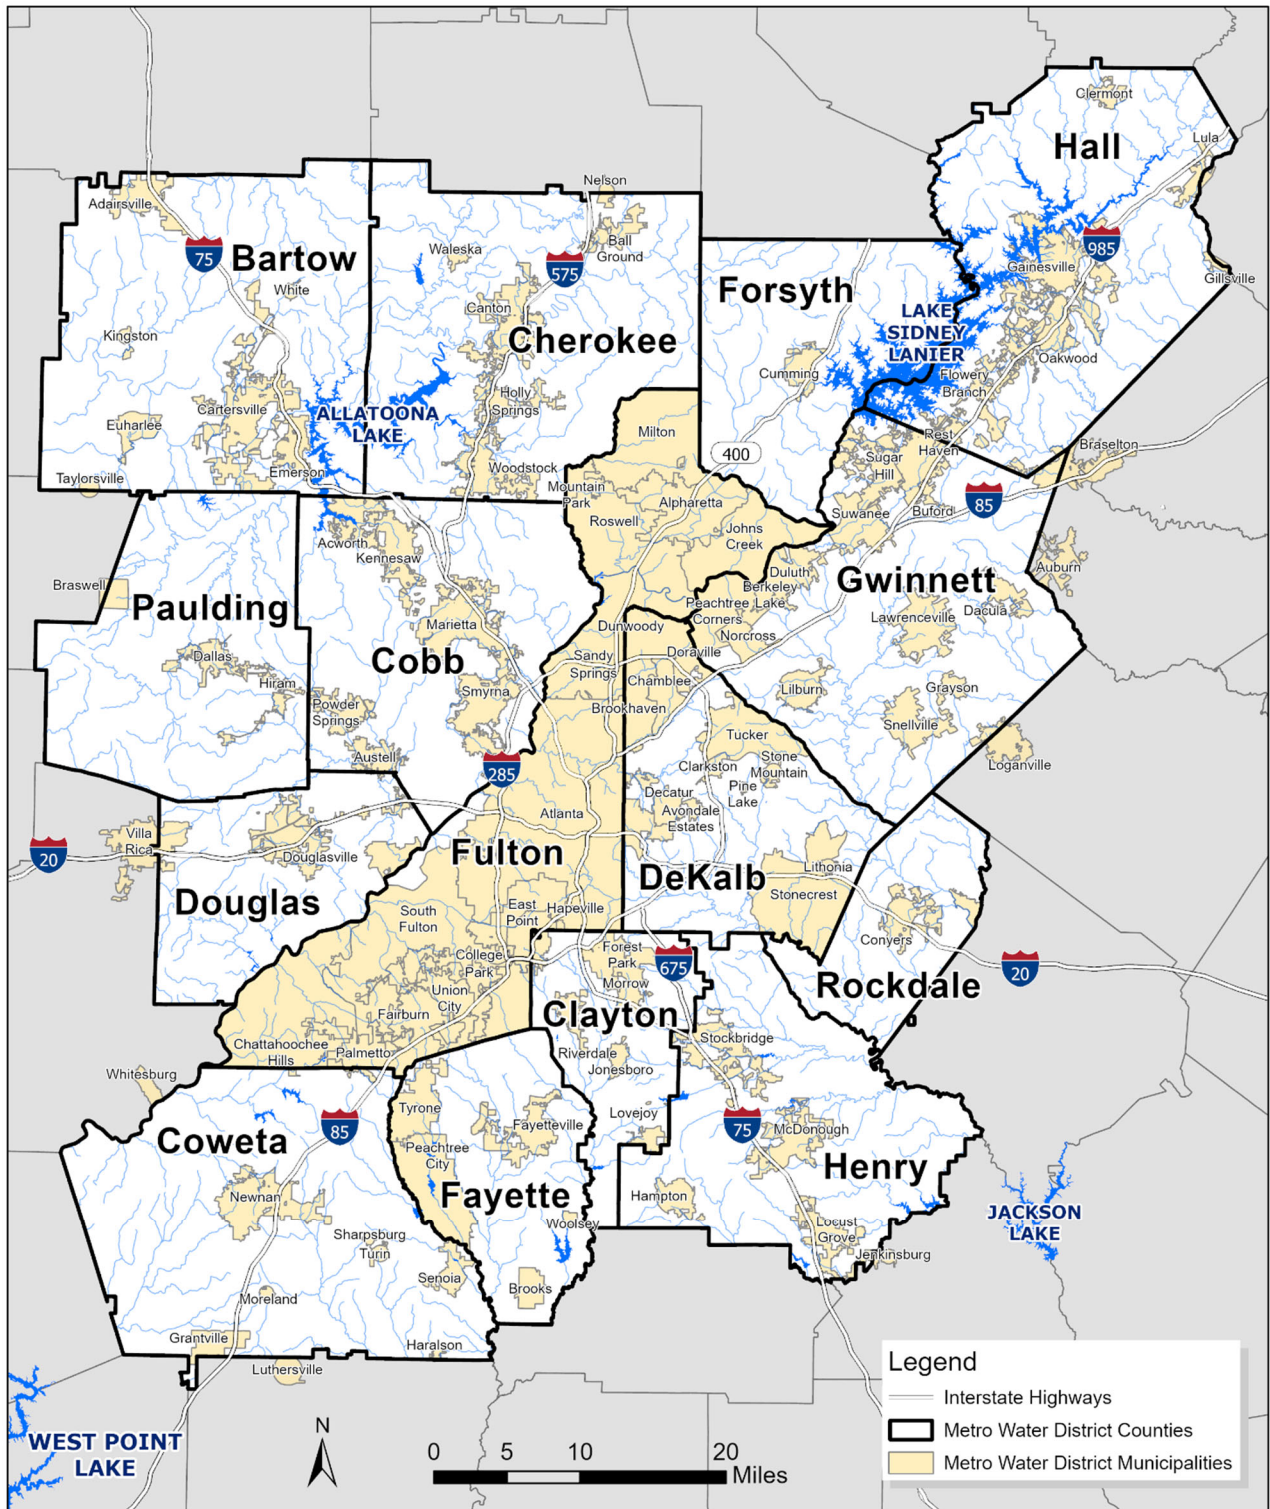 Clermont
Hall
Lula
Nelson
Adairsville
Ball
Ground
Waleska
985
75
Bartow
575
Gainesville
Gillsville
White
Forsyth
Canton
LAKE
SIDNEY
LANIER
Kingston
Cherokee
Oakwood
Cumming
Flowery
Branch
Holly
Springs
Cartersville
ALLATOONA
LAKE
Euharlee
Milton
Rest
Haven
Braselton
400
Sugar
Hill
Woodstock
Emerson
Taylorsville
Mountain
Park
Alpharetta
85
Suwanee
Buford
Roswell
Johns
Creek
Acworth
Kennesaw
Auburn
Duluth
Gwinnett
Braswell
Berkeley
Lake
Paulding
Peachtree
Corners
Dacula
Lawrenceville
Marietta
Dunwoody
Norcross
Dallas
Cobb
Sandy
Springs
Doraville
Hiram
Chamblee
Smyrna
Lilburn
Grayson
Powder
Springs
Brookhaven
Snellville
Tucker
Austell
Stone
Mountain
Clarkston
Loganville
285
Pine
Lake
Decatur
Atlanta
Avondale
Estates
Villa
Rica
20
Douglasville
Fulton
Lithonia
DeKalb
Stonecrest
Douglas
East
Point
Hapeville
South
Fulton
Conyers
College
Park
Forest
Park
675
20
Morrow
Union
City
Rockdale
Fairburn
Clayton
Chattahoochee
Hills
Palmetto
Stockbridge
Riverdale
Jonesboro
Whitesburg
Tyrone
Lovejoy
85
Fayetteville
75
McDonough
Coweta
Peachtree
City
Henry
Newnan
Fayette
Hampton
JACKSON
LAKE
Woolsey
Locust
Grove
Sharpsburg
Turin
Jenkinsburg
Senoia
Brooks
Moreland
Grantville
Haralson
Luthersville
Legend
Interstate Highways
Metro Water District Counties
Metro Water District Municipalities
WEST POINT
LAKE
N
0 5 10 20
Miles